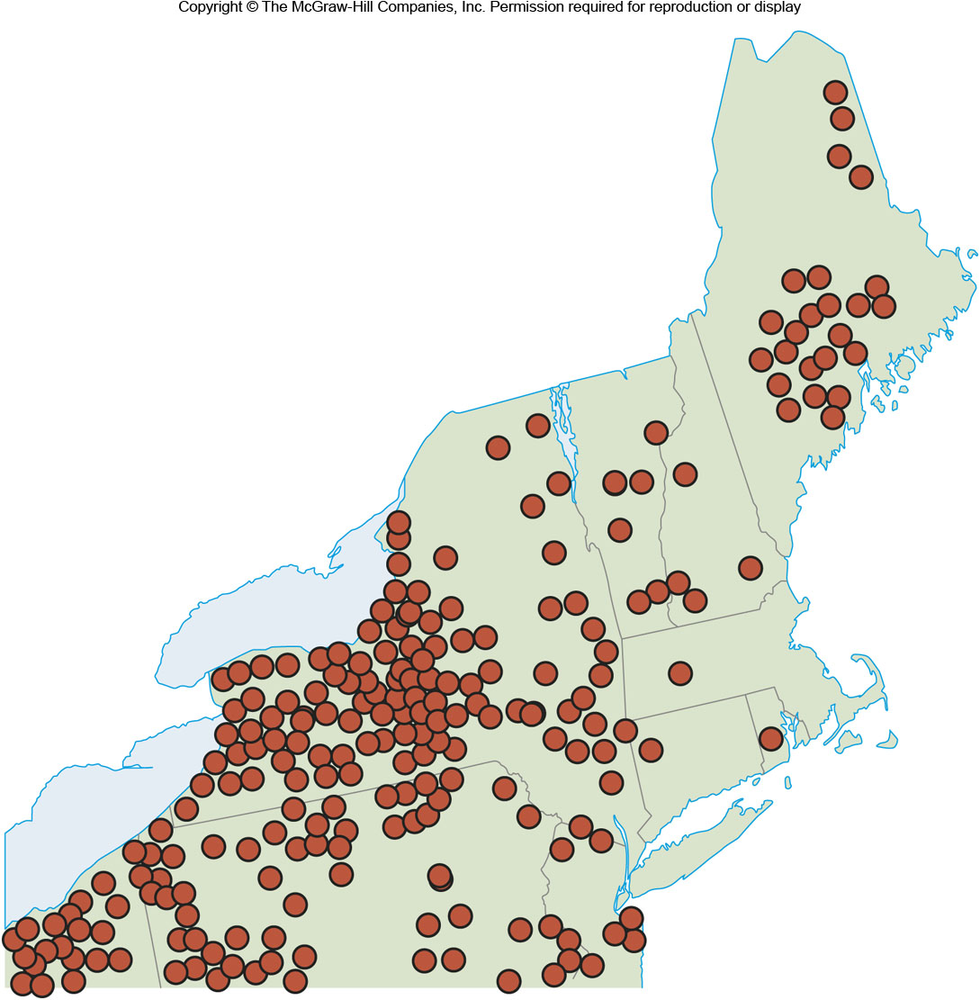 Copyright © The McGraw-Hill Companies, Inc. Permission required for reproduction or display